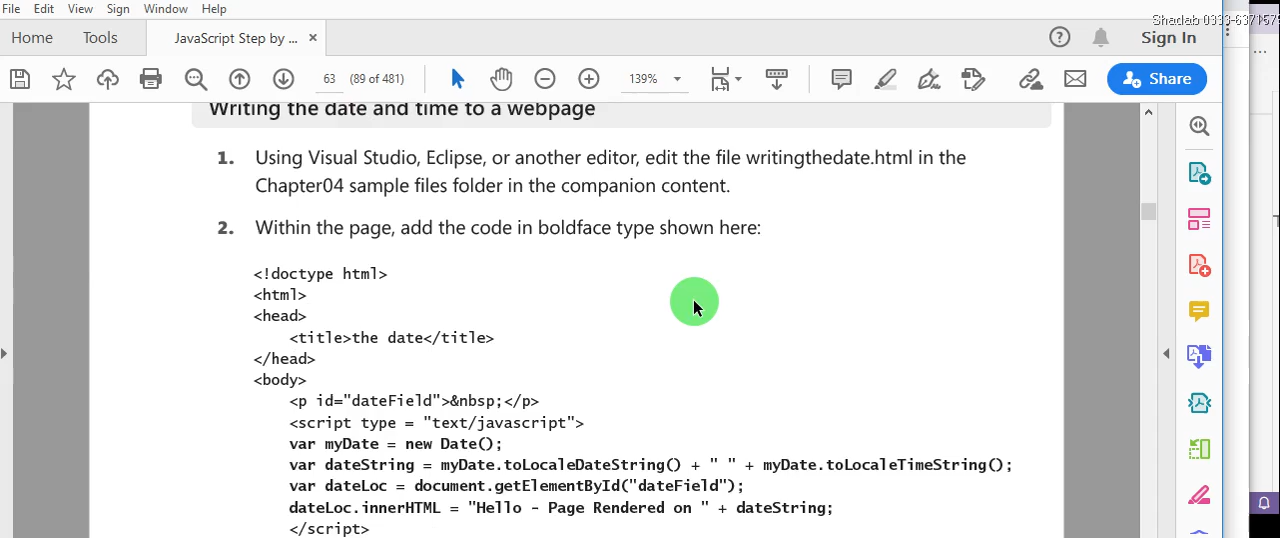 File Edit View Sign Window Help
Shadab 0333-637157
Home Tools JavaScript Step by ... × Sign In
63 (89 of 481) 139% Share
Writing the date and time to a webpage
1. Using Visual Studio, Eclipse, or another editor, edit the file writingthedate.html in the
Chapter04 sample files folder in the companion content.
2. Within the page, add the code in boldface type shown here:
<!doctype html>
<html>
<head>
<title>the date</title>
</head>
<body>
<p id="dateField">&nbsp;</p>
<script type = "text/javascript">
var myDate = new Date();
var dateString = myDate.toLocaleDateString() + " " + myDate.toLocaleTimeString();
var dateLoc = document.getElementById("dateField");
dateLoc.innerHTML = "Hello - Page Rendered on " + dateString;
</script>